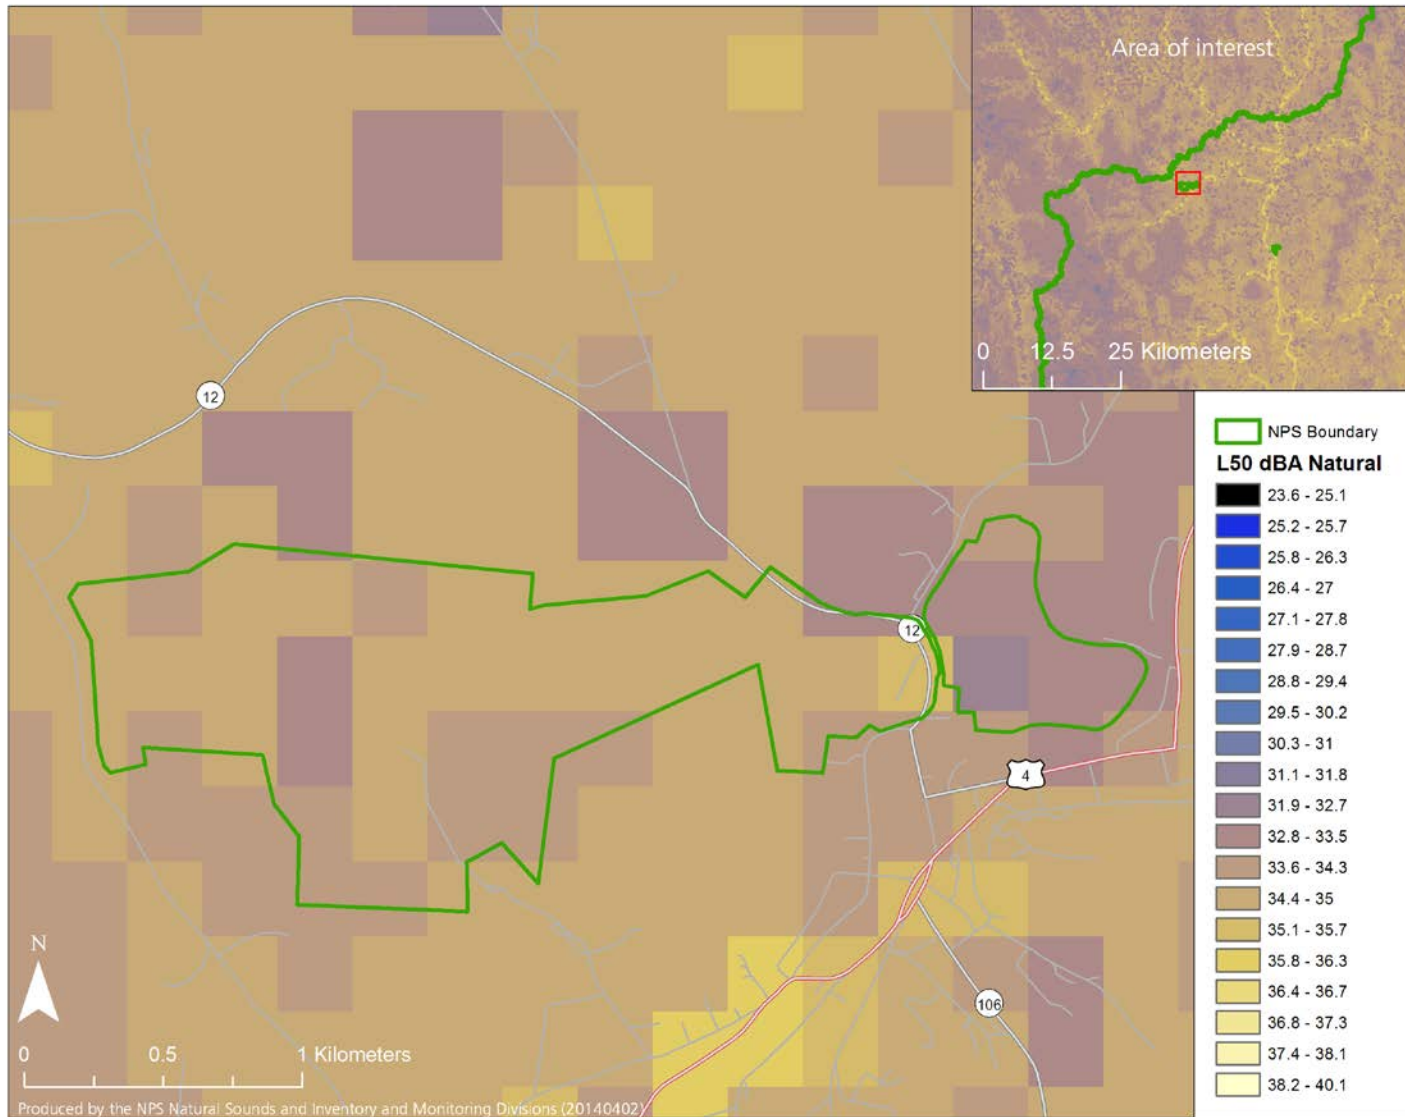 Area of interest
0 12.5 25 Kilometers
12
12
4
106
N
0 0.5 1 Kilometers
Produced by the NPS Natural Sounds and Inventory and Monitoring Divisions (20140402)
NPS Boundary
L50 dBA Natural
23.6 - 25.1
25.2 - 25.7
25.8 - 26.3
26.4 - 27
27.1 - 27.8
27.9 - 28.7
28.8 - 29.4
29.5 - 30.2
30.3 - 31
31.1 - 31.8
31.9 - 32.7
32.8 - 33.5
33.6 - 34.3
34.4 - 35
35.1 - 35.7
35.8 - 36.3
36.4 - 36.7
36.8 - 37.3
37.4 - 38.1
38.2 - 40.1